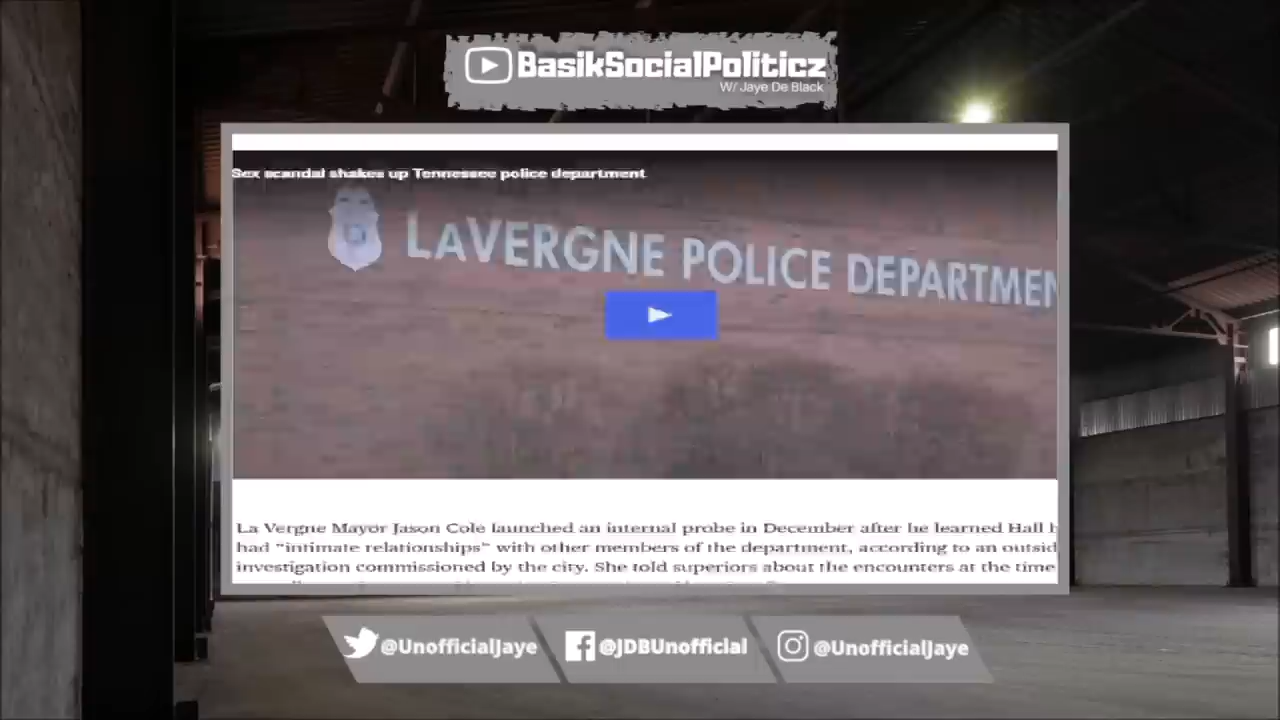 BasikSocialPoliticz
W/ Jaye De Black
Sex scandal shakes up Tennessee police department
LAVERGNE POLICE DEPARTMEN
La Vergne Mayor Jason Cole launched an internal probe in December after he learned Hall h
had “intimate relationships” with other members of the department, according to an outsid
investigation commissioned by the city. She told superiors about the encounters at the time
@UnofficialJaye
@JDBUnofficial
@UnofficialJaye